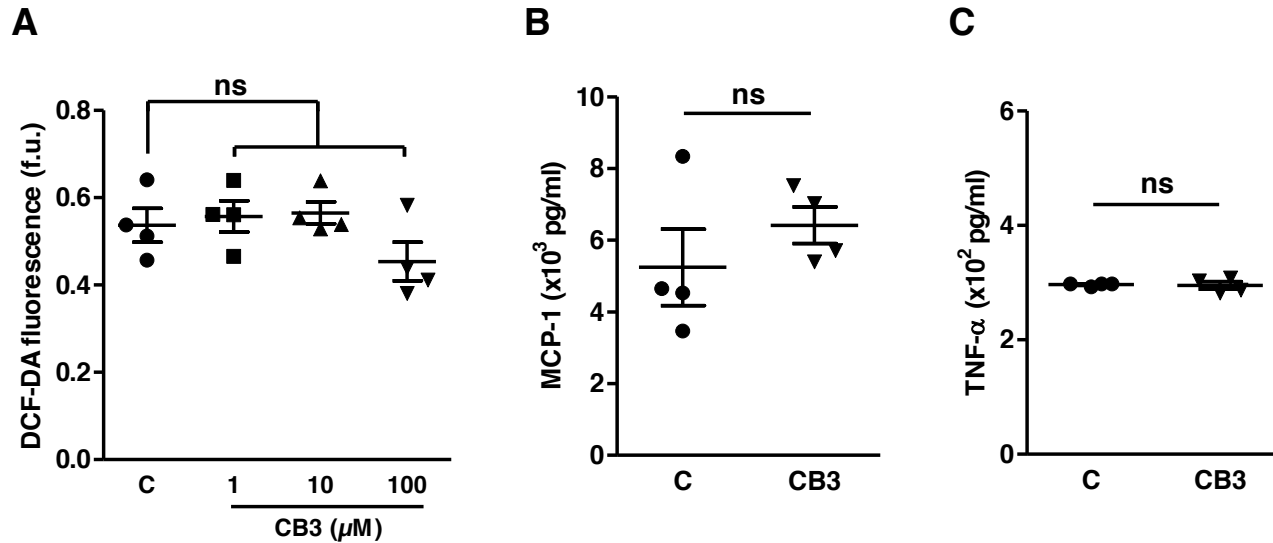 A
ns
DCF-DA fluorescence (f.u.)
0.8
0.6
0.4
0.2
0.0
C
1
10
100
CB3 (µM)
B
ns
MCP-1 (x10³ pg/ml)
10
8
6
4
2
0
C
CB3
C
ns
TNF-α (x10² pg/ml)
6
4
2
0
C
CB3